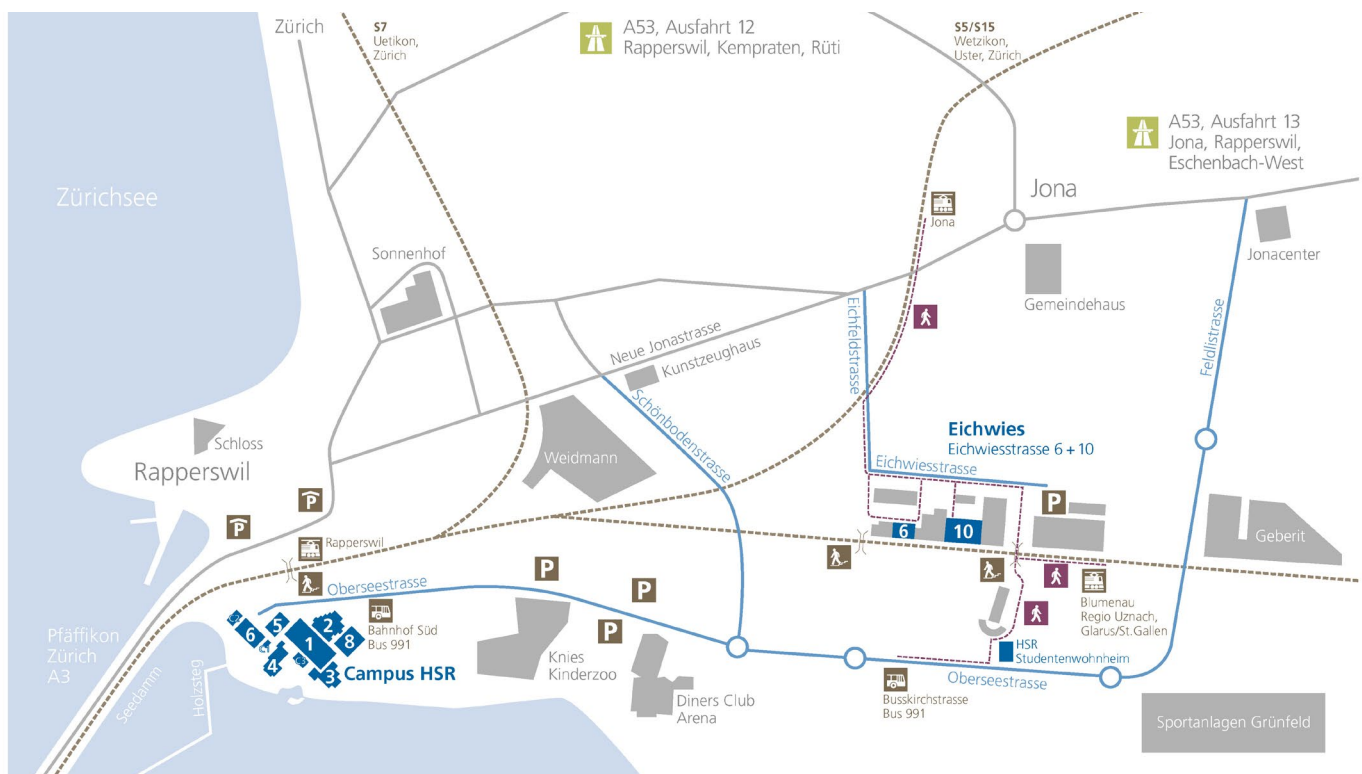 Zürich
S7
Uetikon,
Zürich
A53, Ausfahrt 12
Rapperswil, Kempraten, Rüti
S5/S15
Wetzikon,
Uster, Zürich
A53, Ausfahrt 13
Jona, Rapperswil,
Eschenbach-West
Zürichsee
Jona
Jona
Sonnenhof
Jonacenter
Gemeindehaus
Neue Jonastrasse
Kunstzeughaus
Eichfeldstrasse
Feldlistrasse
Schönbodenstrasse
Eichwies
Eichwiesstrasse 6 + 10
Schloss
Rapperswil
Weidmann
Eichwiesstrasse
P
P
P
6
10
Geberit
Rapperswil
Oberseestrasse
P
P
P
Bahnhof Süd
Bus 991
Blumenau
Regio Uznach,
Glarus/St.Gallen
6
5
1
2
8
4
3
Campus HSR
Knies
Kinderzoo
Diners Club
Arena
HSR
Studentenwohnheim
Oberseestrasse
Busskirchstrasse
Bus 991
Pfäffikon
Zürich
A3
Seedamm
Holzsteg
Sportanlagen Grünfeld